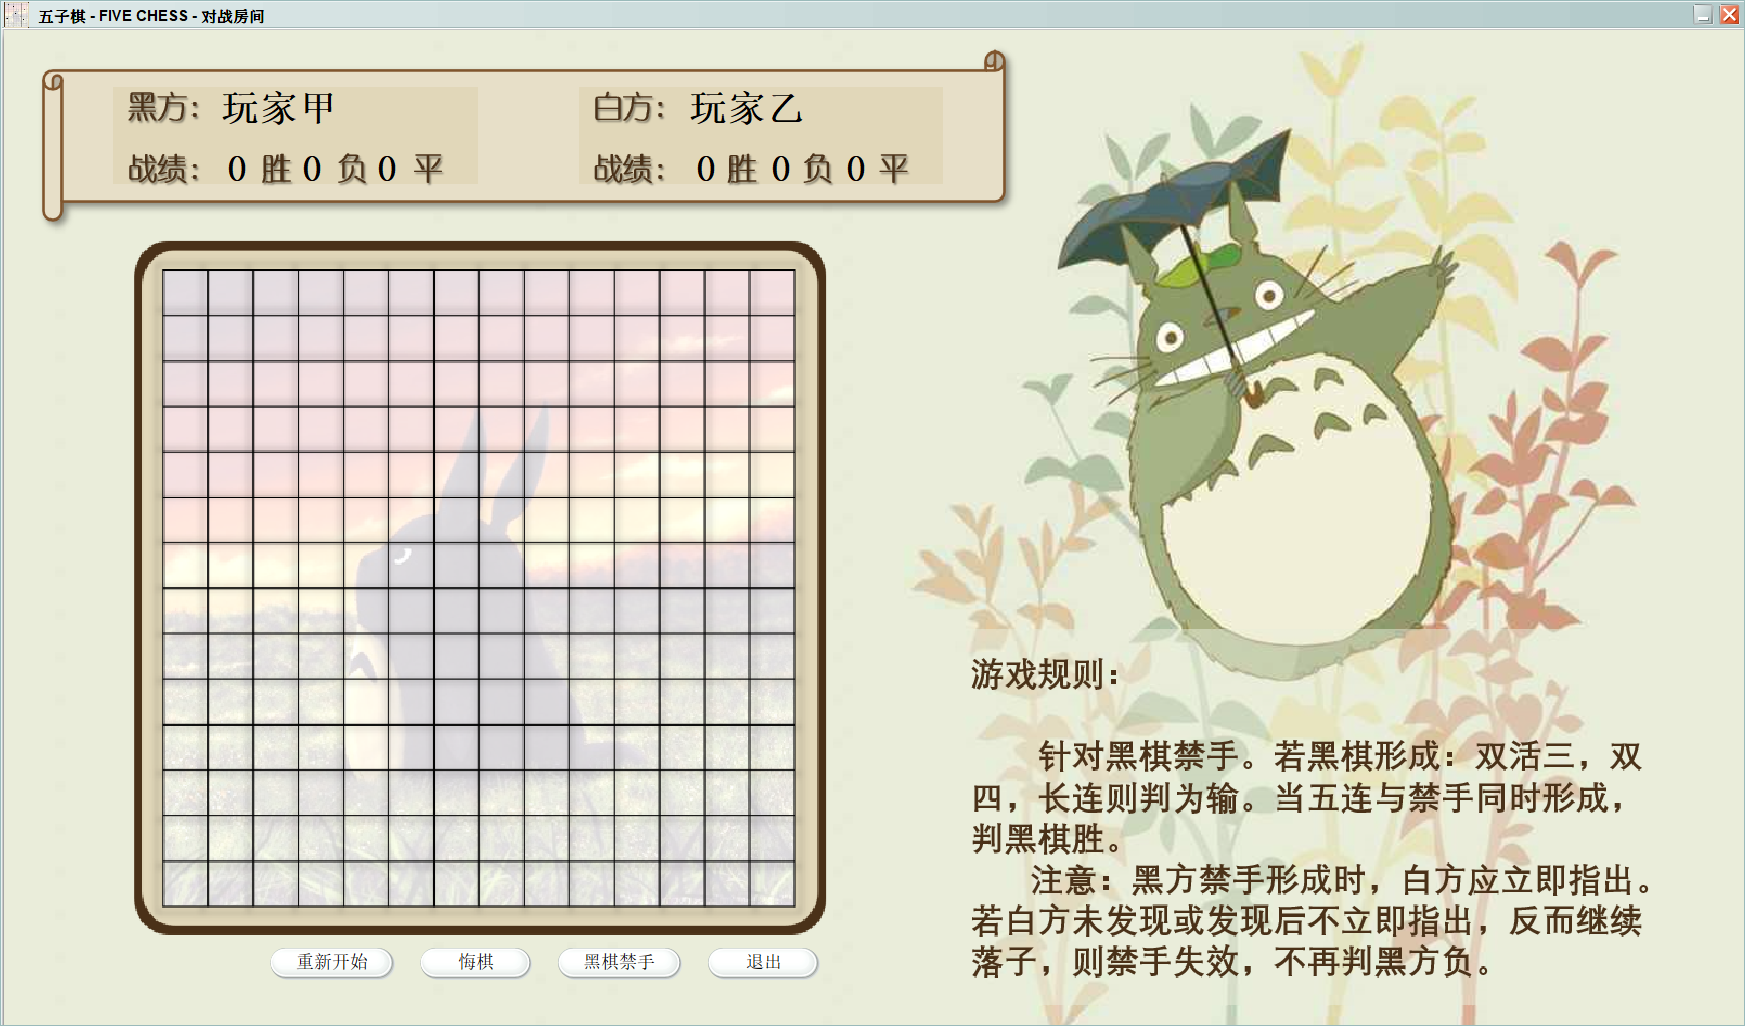 五子棋 - FIVE CHESS - 对战房间
黑方： 玩家甲
战绩： 0 胜 0 负 0 平
白方： 玩家乙
战绩： 0 胜 0 负 0 平
游戏规则：
针对黑棋禁手。若黑棋形成：双活三，双
四，长连则判为输。当五连与禁手同时形成，
判黑棋胜。
注意：黑方禁手形成时，白方应立即指出。
若白方未发现或发现后不立即指出，反而继续
落子，则禁手失效，不再判黑方负。
重新开始 悔棋 黑棋禁手 退出